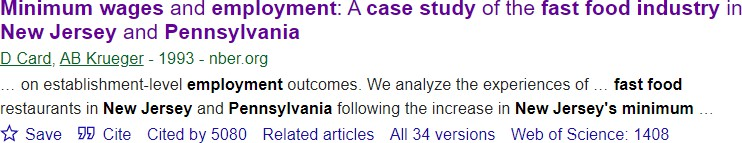 Minimum wages and employment: A case study of the fast food industry in
New Jersey and Pennsylvania
D Card, AB Krueger - 1993 - nber.org
… on establishment-level employment outcomes. We analyze the experiences of … fast food
restaurants in New Jersey and Pennsylvania following the increase in New Jersey's minimum …
Save Cite Cited by 5080 Related articles All 34 versions Web of Science: 1408